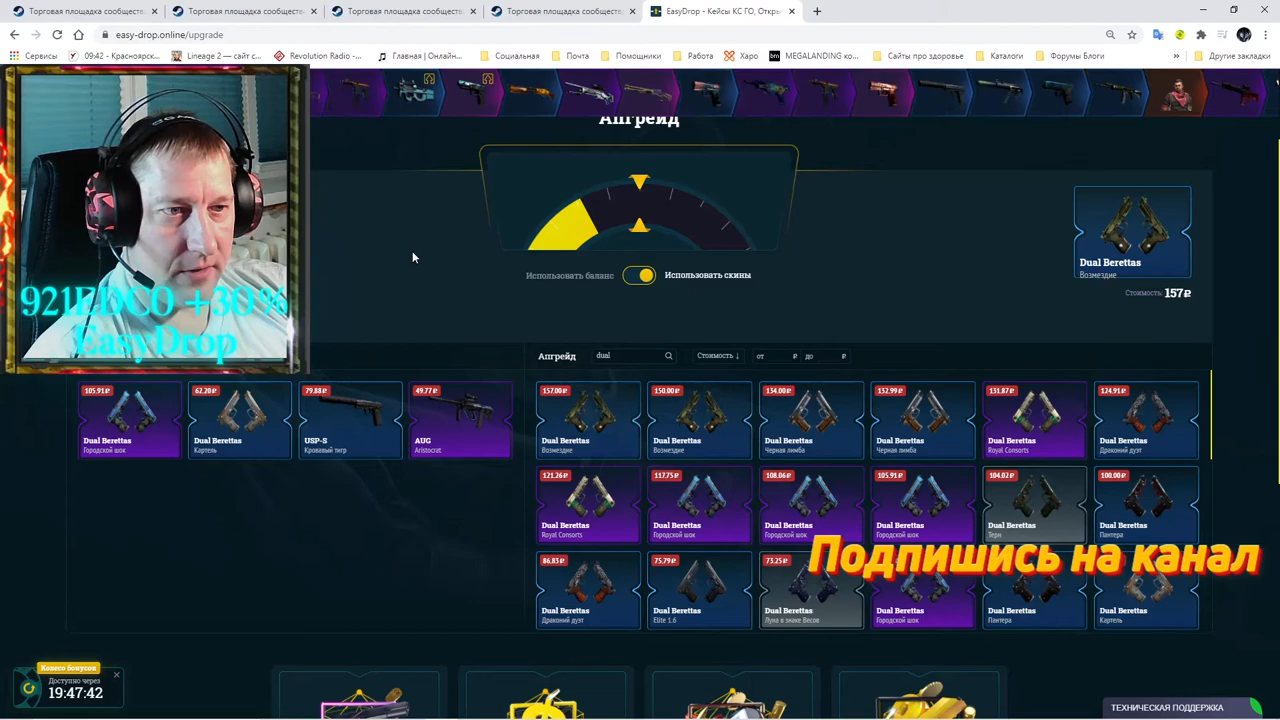 Торговая площадка сообществ
Торговая площадка сообществ
Торговая площадка сообществ
Торговая площадка сообществ
EasyDrop - Кейсы КС ГО, Откры
easy-drop.online/upgrade
Сервисы
09:42 - Красноярск...
Lineage 2 — сайт с...
Revolution Radio -...
Главная | Онлайн...
Социальная
Почта
Помощники
Работа
Харо
MEGALANDING ко...
Сайты про здоровье
Каталоги
Форумы Блоги
Другие закладки
Апгрейд
Использовать баланс
Использовать скины
Dual Berettas
Возмездие
Стоимость: 157₽
921EDCO +30%
EasyDrop
Апгрейд
dual
Стоимость ↓
от ₽
до ₽
105.91₽
Dual Berettas
Городской шок
62.20₽
Dual Berettas
Картель
79.88₽
USP-S
Кровавый тигр
49.77₽
AUG
Aristocrat
157.00₽
Dual Berettas
Возмездие
150.00₽
Dual Berettas
Возмездие
134.00₽
Dual Berettas
Черная лимба
132.99₽
Dual Berettas
Черная лимба
131.87₽
Dual Berettas
Royal Consorts
124.91₽
Dual Berettas
Драконий дуэт
121.26₽
Dual Berettas
Royal Consorts
117.75₽
Dual Berettas
Городской шок
108.06₽
Dual Berettas
Городской шок
105.91₽
Dual Berettas
Городской шок
104.02₽
Dual Berettas
Терн
100.00₽
Dual Berettas
Пантера
Подпишись на канал
86.83₽
Dual Berettas
Драконий дуэт
75.79₽
Dual Berettas
Elite 1.6
73.25₽
Dual Berettas
Луна в знаке Весов
Dual Berettas
Городской шок
Dual Berettas
Пантера
Dual Berettas
Картель
Колесо бонусов
Доступно через
19:47:42
ТЕХНИЧЕСКАЯ ПОДДЕРЖКА